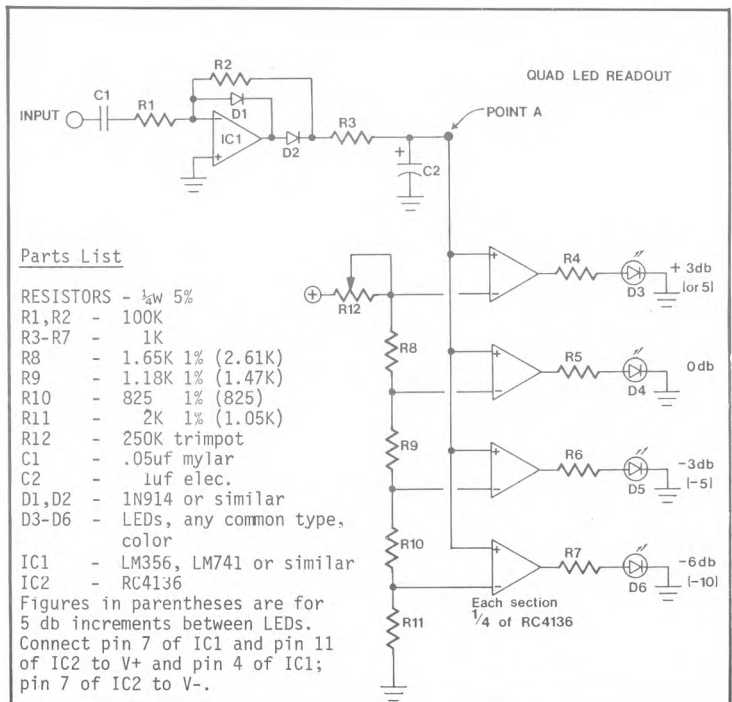 QUAD LED READOUT
C1
R1
R2
INPUT
D1
IC1
D2
R3
POINT A
+
C2
-
+
Parts List
RESISTORS - ¼w 5%
R1,R2 - 100K
R3-R7 - 1K
R8 - 1.65K 1% (2.61K)
R9 - 1.18K 1% (1.47K)
R10 - 825 1% (825)
R11 - 2K 1% (1.05K)
R12 - 250K trimpot
C1 - .05uf mylar
C2 - 1uf elec.
D1,D2 - 1N914 or similar
D3-D6 - LEDs, any common type,
color
IC1 - LM356, LM741 or similar
IC2 - RC4136
Figures in parentheses are for
5 db increments between LEDs.
Connect pin 7 of IC1 and pin 11
of IC2 to V+ and pin 4 of IC1;
pin 7 of IC2 to V-.
+
R12
R8
R9
R10
R11
+
-
R4
D3
+ 3db
(or 5)
+
-
R5
D4
0db
+
-
R6
D5
-3db
(-5)
+
-
R7
D6
-6db
(-10)
Each section
1/4 of RC4136